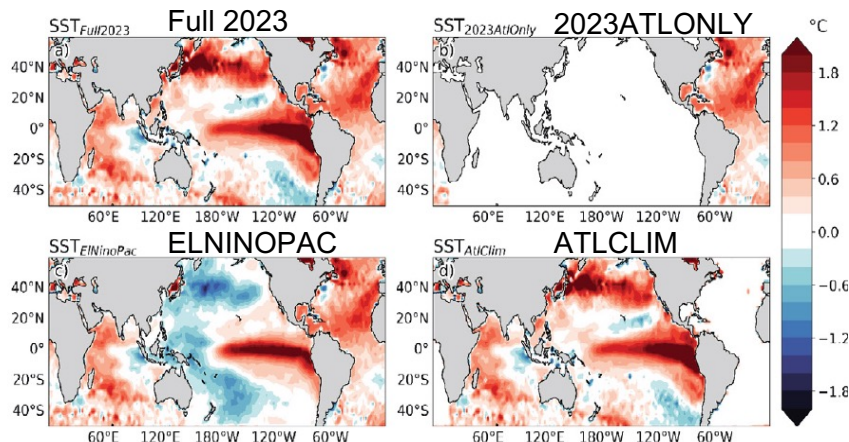 SST_Full2023 Full 2023
a)
40°N
20°N
0°
20°S
40°S
60°E 120°E 180°W 120°W 60°W
SST_2023AtlOnly 2023ATLONLY
b)
40°N
20°N
0°
20°S
40°S
60°E 120°E 180°W 120°W 60°W
SST_ElNinoPac ELNINOPAC
c)
40°N
20°N
0°
20°S
40°S
60°E 120°E 180°W 120°W 60°W
SST_AtlClim ATLCLIM
d)
40°N
20°N
0°
20°S
40°S
60°E 120°E 180°W 120°W 60°W
°C
1.8
1.2
0.6
0.0
−0.6
−1.2
−1.8